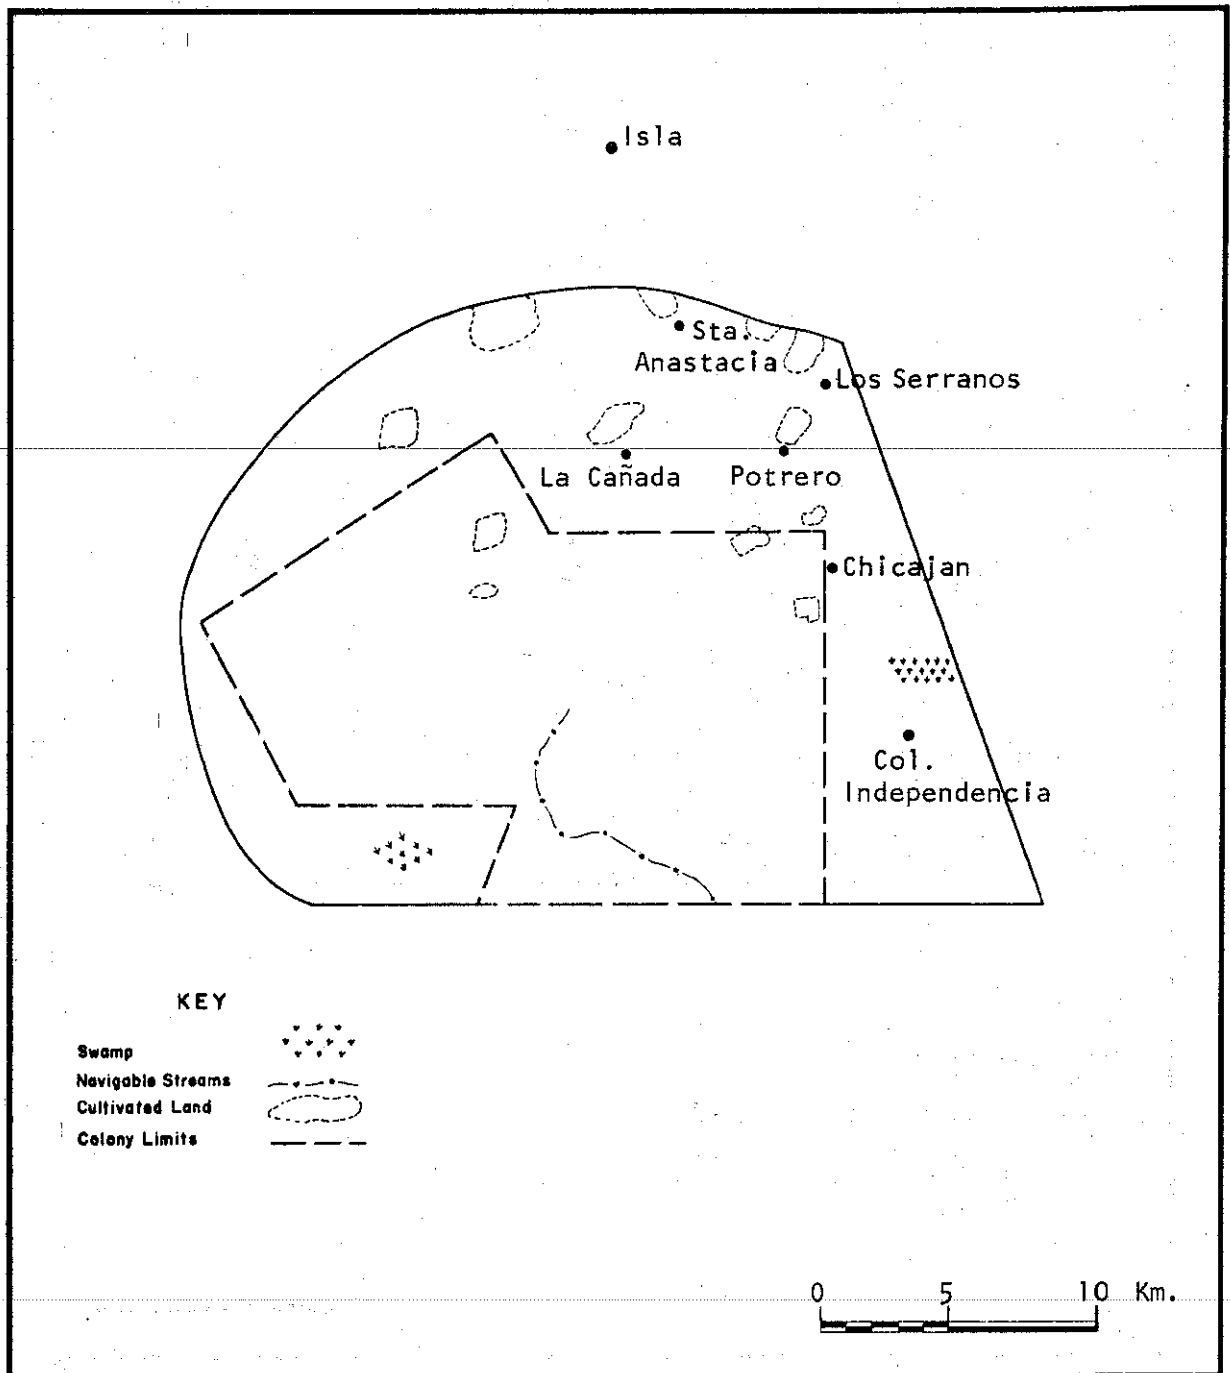 Isla
Sta.
Anastacia
Los Serranos
La Cañada
Potrero
Chicajan
Col.
Independencia
KEY
Swamp
Navigable Streams
Cultivated Land
Colony Limits
0 5 10 Km.